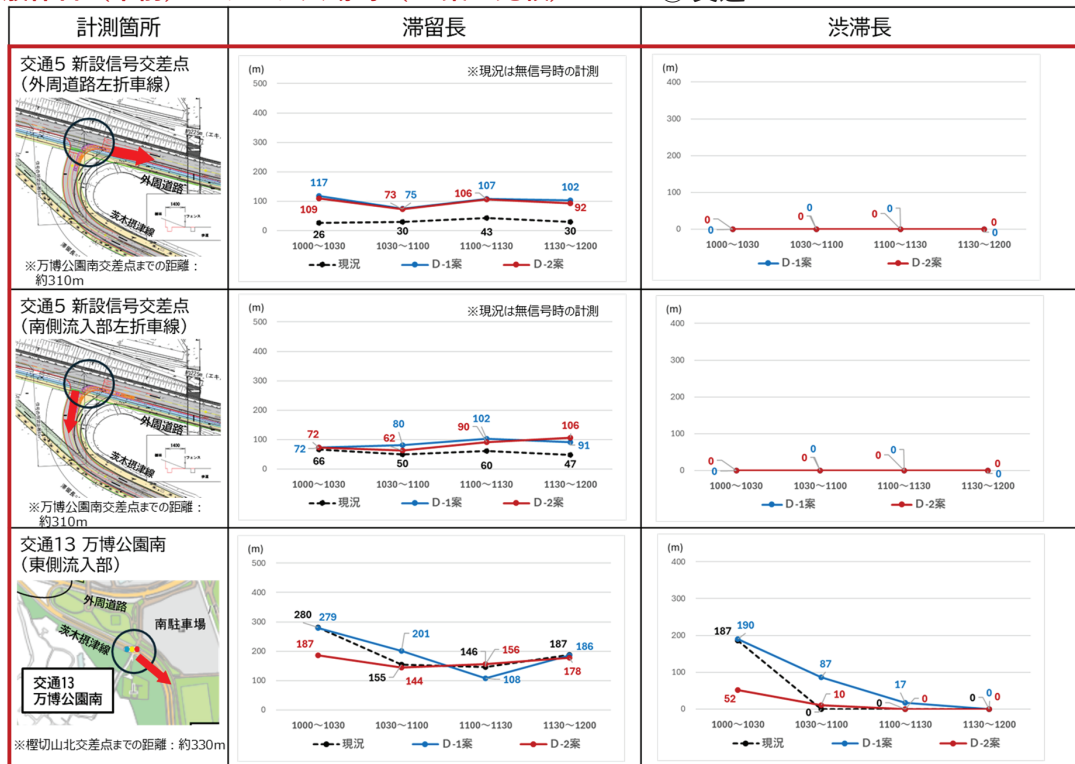 計測箇所
滞留長
渋滞長
交通5 新設信号交差点
(外周道路左折車線)
外周道路
茨木摂津線
※万博公園南交差点までの距離:
約310m
(m)
※現況は無信号時の計測
500
400
300
200
100
0
117
109
26
73
75
30
106
107
43
102
92
30
1000~1030
1030~1100
1100~1130
1130~1200
現況
D-1案
D-2案
(m)
400
300
200
100
0
0
0
0
0
0
0
0
0
1000~1030
1030~1100
1100~1130
1130~1200
D-1案
D-2案
交通5 新設信号交差点
(南側流入部左折車線)
外周道路
茨木摂津線
※万博公園南交差点までの距離:
約310m
(m)
※現況は無信号時の計測
500
400
300
200
100
0
72
72
66
80
62
50
102
90
60
106
91
47
1000~1030
1030~1100
1100~1130
1130~1200
現況
D-1案
D-2案
(m)
400
300
200
100
0
0
0
0
0
0
0
0
0
1000~1030
1030~1100
1100~1130
1130~1200
D-1案
D-2案
交通13 万博公園南
(東側流入部)
外周道路
茨木摂津線
南駐車場
交通13
万博公園南
※樫切山北交差点までの距離:約330m
(m)
500
400
300
200
100
0
280
279
187
201
155
144
146
156
108
187
186
178
1000~1030
1030~1100
1100~1130
1130~1200
現況
D-1案
D-2案
(m)
400
300
200
100
0
187
190
52
87
10
0
17
0
0
0
0
0
1000~1030
1030~1100
1100~1130
1130~1200
現況
D-1案
D-2案